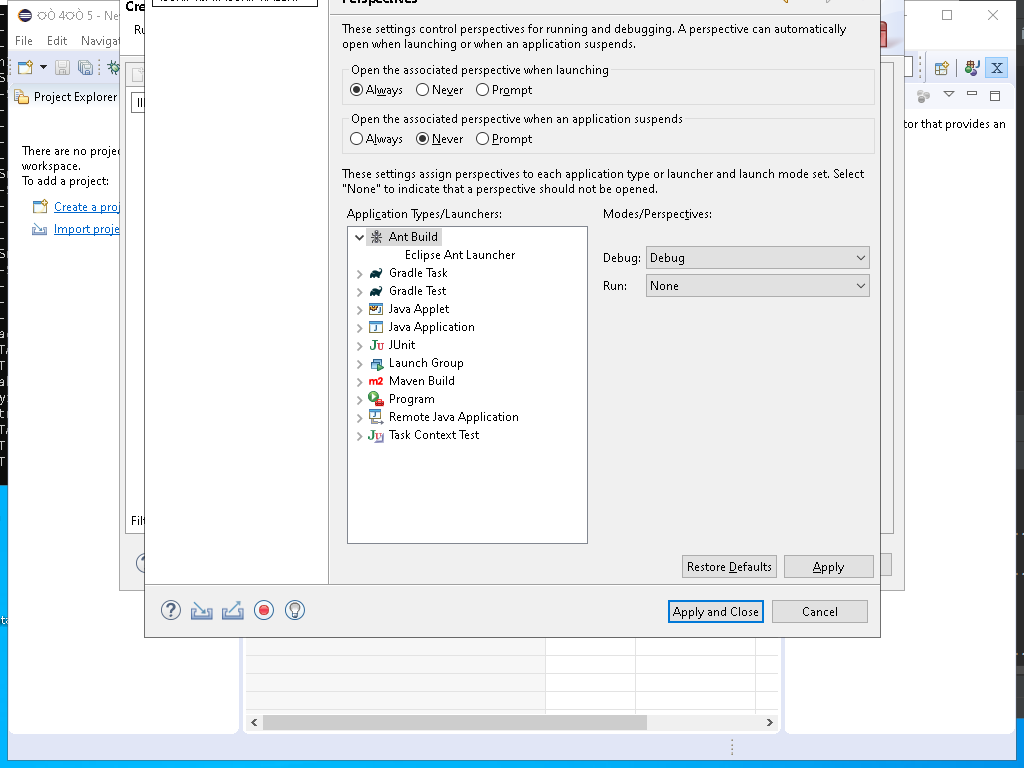 Perspectives
These settings control perspectives for running and debugging. A perspective can automatically
open when launching or when an application suspends.
Open the associated perspective when launching
Always Never Prompt
Open the associated perspective when an application suspends
Always Never Prompt
These settings assign perspectives to each application type or launcher and launch mode set. Select
"None" to indicate that a perspective should not be opened.
Application Types/Launchers:
Modes/Perspectives:
Ant Build
Eclipse Ant Launcher
Gradle Task
Gradle Test
Java Applet
Java Application
JUnit
Launch Group
Maven Build
Program
Remote Java Application
Task Context Test
Debug: Debug
Run: None
Restore Defaults
Apply
Apply and Close
Cancel
File Edit Navigat
Project Explorer
There are no projec
workspace.
To add a project:
Create a proj
Import proje
Cre
Ru
Filt
tor that provides an